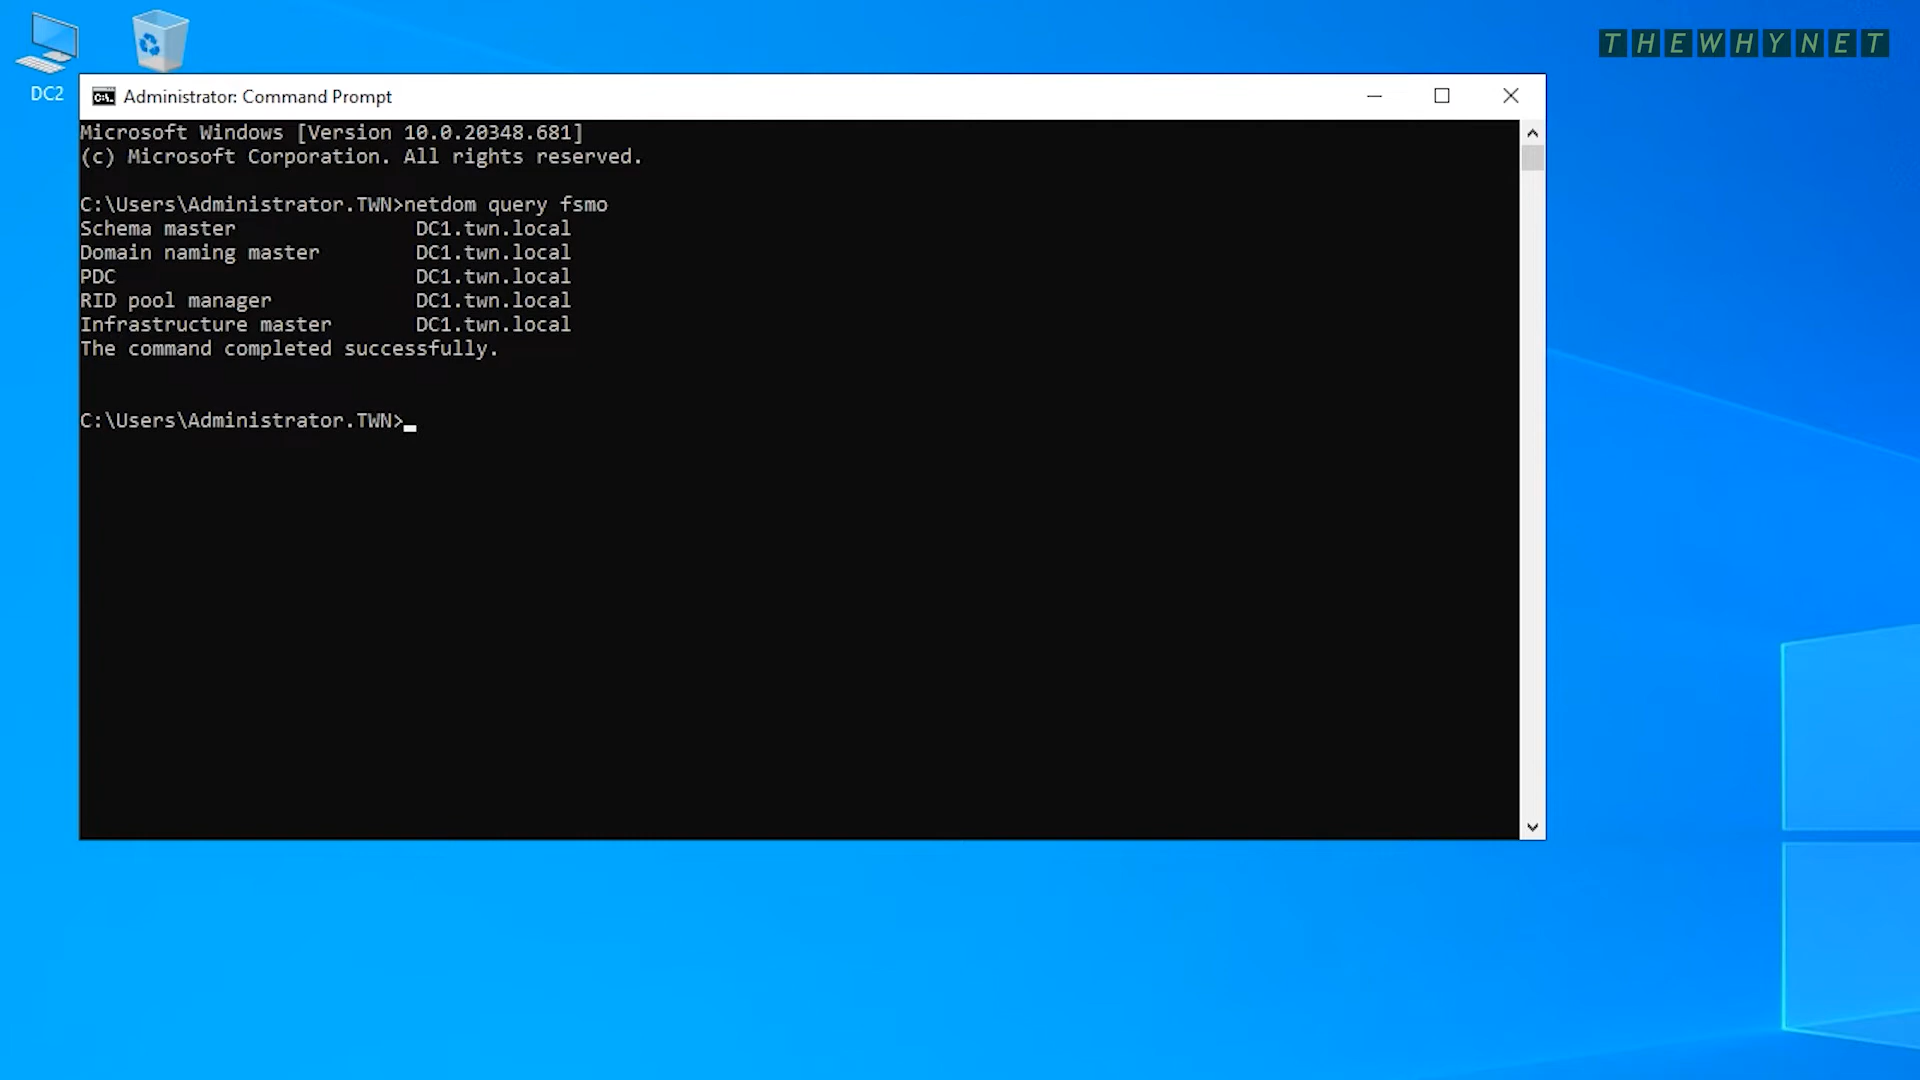 THEWHYNET
DC2
Administrator: Command Prompt
Microsoft Windows [Version 10.0.20348.681]
(c) Microsoft Corporation. All rights reserved.
C:\Users\Administrator.TWN>netdom query fsmo
Schema master               DC1.twn.local
Domain naming master        DC1.twn.local
PDC                         DC1.twn.local
RID pool manager            DC1.twn.local
Infrastructure master       DC1.twn.local
The command completed successfully.
C:\Users\Administrator.TWN>